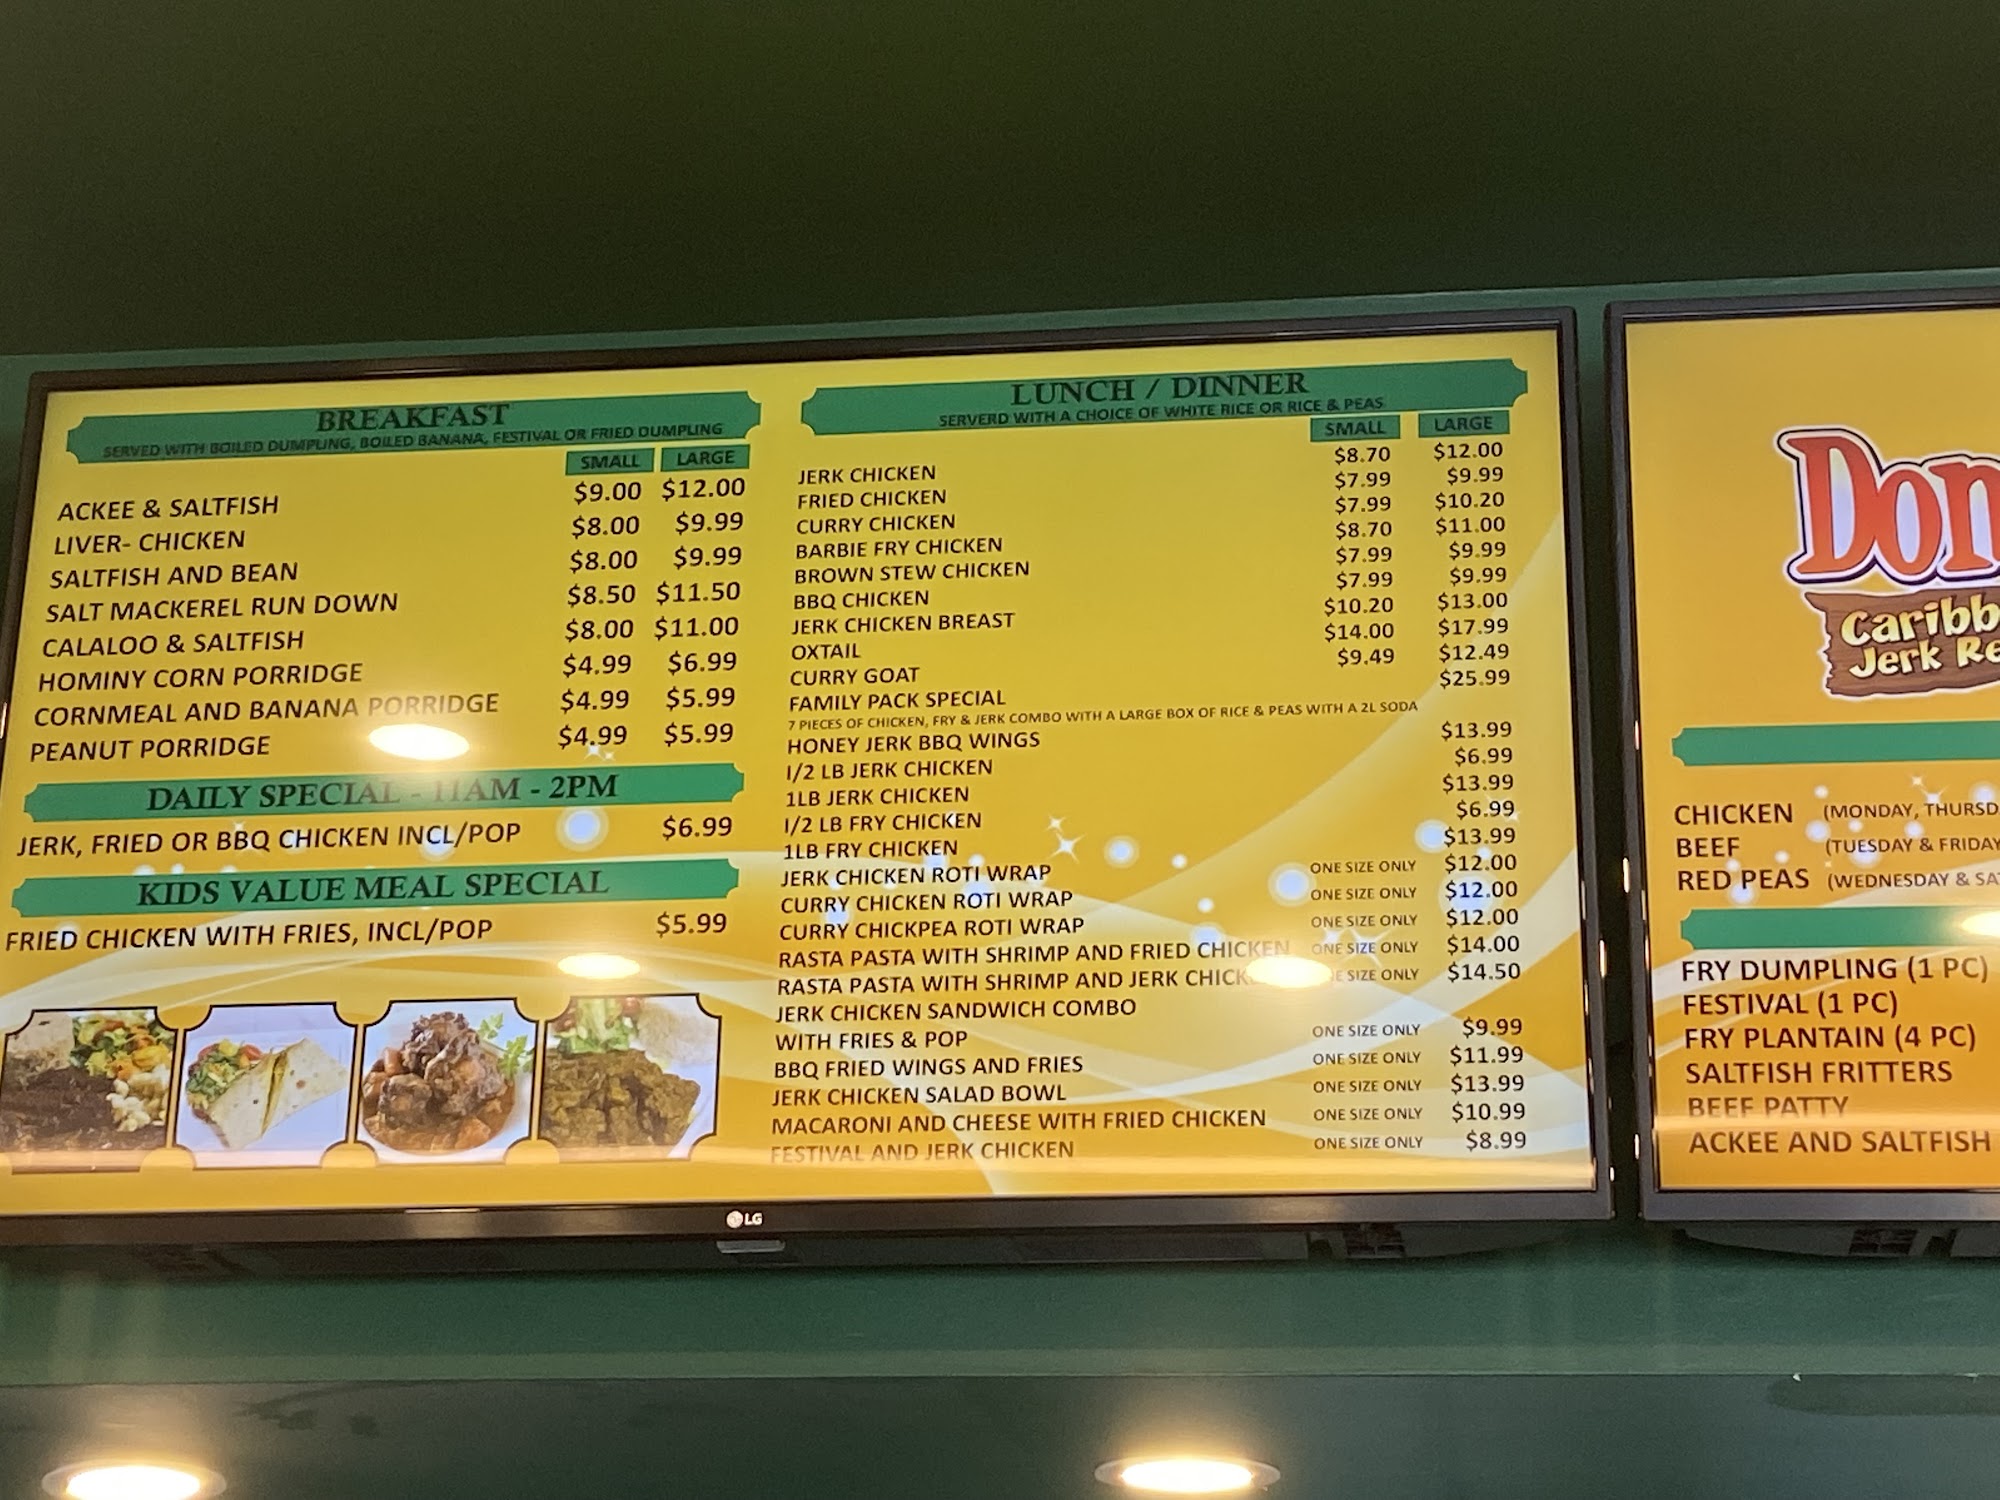 BREAKFAST
SERVED WITH BOILED DUMPLING, BOILED BANANA, FESTIVAL OR FRIED DUMPLING
SMALL LARGE
ACKEE & SALTFISH $9.00 $12.00
LIVER- CHICKEN $8.00 $9.99
SALTFISH AND BEAN $8.00 $9.99
SALT MACKEREL RUN DOWN $8.50 $11.50
CALALOO & SALTFISH $8.00 $11.00
HOMINY CORN PORRIDGE $4.99 $6.99
CORNMEAL AND BANANA PORRIDGE $4.99 $5.99
PEANUT PORRIDGE $4.99 $5.99
DAILY SPECIAL - 11AM - 2PM
JERK, FRIED OR BBQ CHICKEN INCL/POP $6.99
KIDS VALUE MEAL SPECIAL
FRIED CHICKEN WITH FRIES, INCL/POP $5.99
LUNCH / DINNER
SERVERD WITH A CHOICE OF WHITE RICE OR RICE & PEAS
SMALL LARGE
JERK CHICKEN $8.70 $12.00
FRIED CHICKEN $7.99 $9.99
CURRY CHICKEN $7.99 $10.20
BARBIE FRY CHICKEN $8.70 $11.00
BROWN STEW CHICKEN $7.99 $9.99
BBQ CHICKEN $7.99 $9.99
JERK CHICKEN BREAST $10.20 $13.00
OXTAIL $14.00 $17.99
CURRY GOAT $9.49 $12.49
FAMILY PACK SPECIAL $25.99
7 PIECES OF CHICKEN, FRY & JERK COMBO WITH A LARGE BOX OF RICE & PEAS WITH A 2L SODA
HONEY JERK BBQ WINGS $13.99
1/2 LB JERK CHICKEN $6.99
1LB JERK CHICKEN $13.99
1/2 LB FRY CHICKEN $6.99
1LB FRY CHICKEN $13.99
JERK CHICKEN ROTI WRAP ONE SIZE ONLY $12.00
CURRY CHICKEN ROTI WRAP ONE SIZE ONLY $12.00
CURRY CHICKPEA ROTI WRAP ONE SIZE ONLY $12.00
RASTA PASTA WITH SHRIMP AND FRIED CHICKEN ONE SIZE ONLY $14.00
RASTA PASTA WITH SHRIMP AND JERK CHICK E SIZE ONLY $14.50
JERK CHICKEN SANDWICH COMBO
WITH FRIES & POP ONE SIZE ONLY $9.99
BBQ FRIED WINGS AND FRIES ONE SIZE ONLY $11.99
JERK CHICKEN SALAD BOWL ONE SIZE ONLY $13.99
MACARONI AND CHEESE WITH FRIED CHICKEN ONE SIZE ONLY $10.99
FESTIVAL AND JERK CHICKEN ONE SIZE ONLY $8.99
LG
Don
Caribb
Jerk Re
CHICKEN (MONDAY, THURSD
BEEF (TUESDAY & FRIDAY
RED PEAS (WEDNESDAY & SA
FRY DUMPLING (1 PC)
FESTIVAL (1 PC)
FRY PLANTAIN (4 PC)
SALTFISH FRITTERS
BEEF PATTY
ACKEE AND SALTFISH